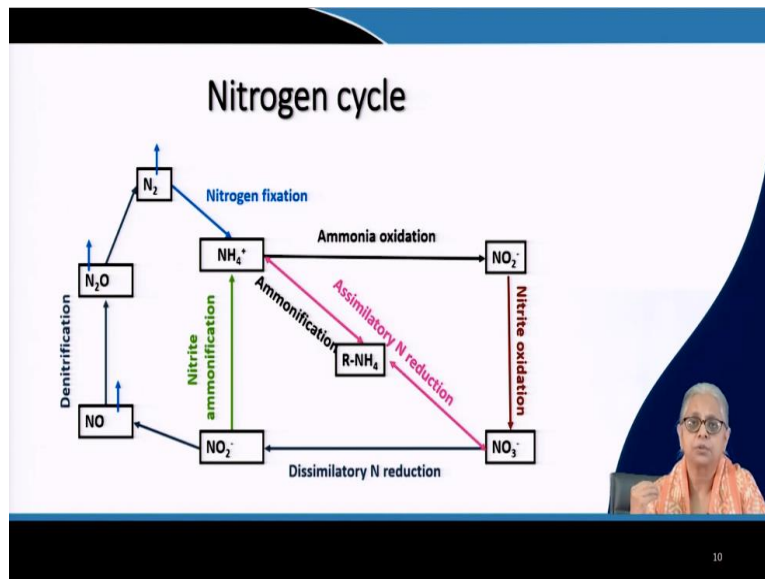 Nitrogen cycle
N₂
Nitrogen fixation
Ammonia oxidation
NH₄⁺
NO₂⁻
N₂O
Ammonification
Assimilatory N reduction
Nitrite oxidation
Denitrification
Nitrite
ammonification
R-NH₄
NO
NO₂⁻
NO₃⁻
Dissimilatory N reduction
10